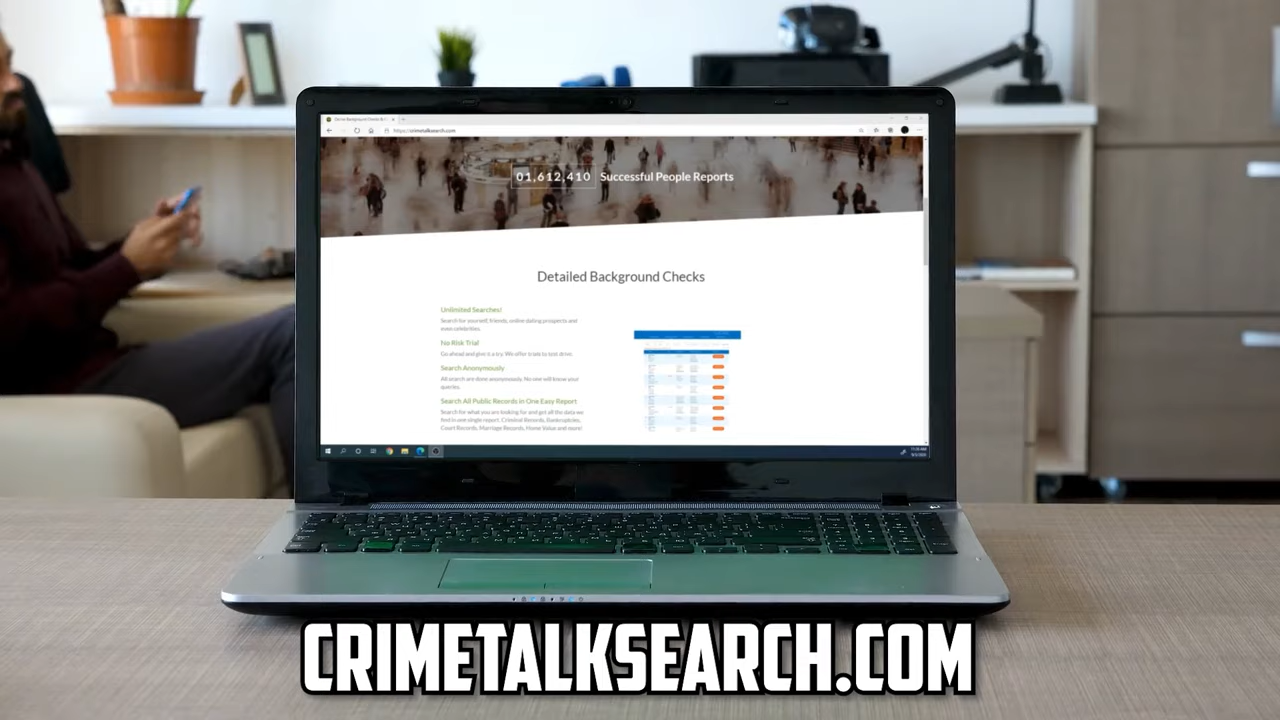 https://crimetalksearch.com
01,612,410 Successful People Reports
Detailed Background Checks
Unlimited Searches!
Search for yourself, friends, online dating prospects and
even celebrities.
No Risk Trial
Go ahead and give it a try. We offer trials to test drive.
Search Anonymously
All search are done anonymously. No one will know your
queries.
Search All Public Records in One Easy Report
Search for what you are looking for and get all the data we
find in one single report. Criminal Records, Bankruptcies,
Court Records, Marriage Records, Home Value and more!
CRIMETALKSEARCH.COM